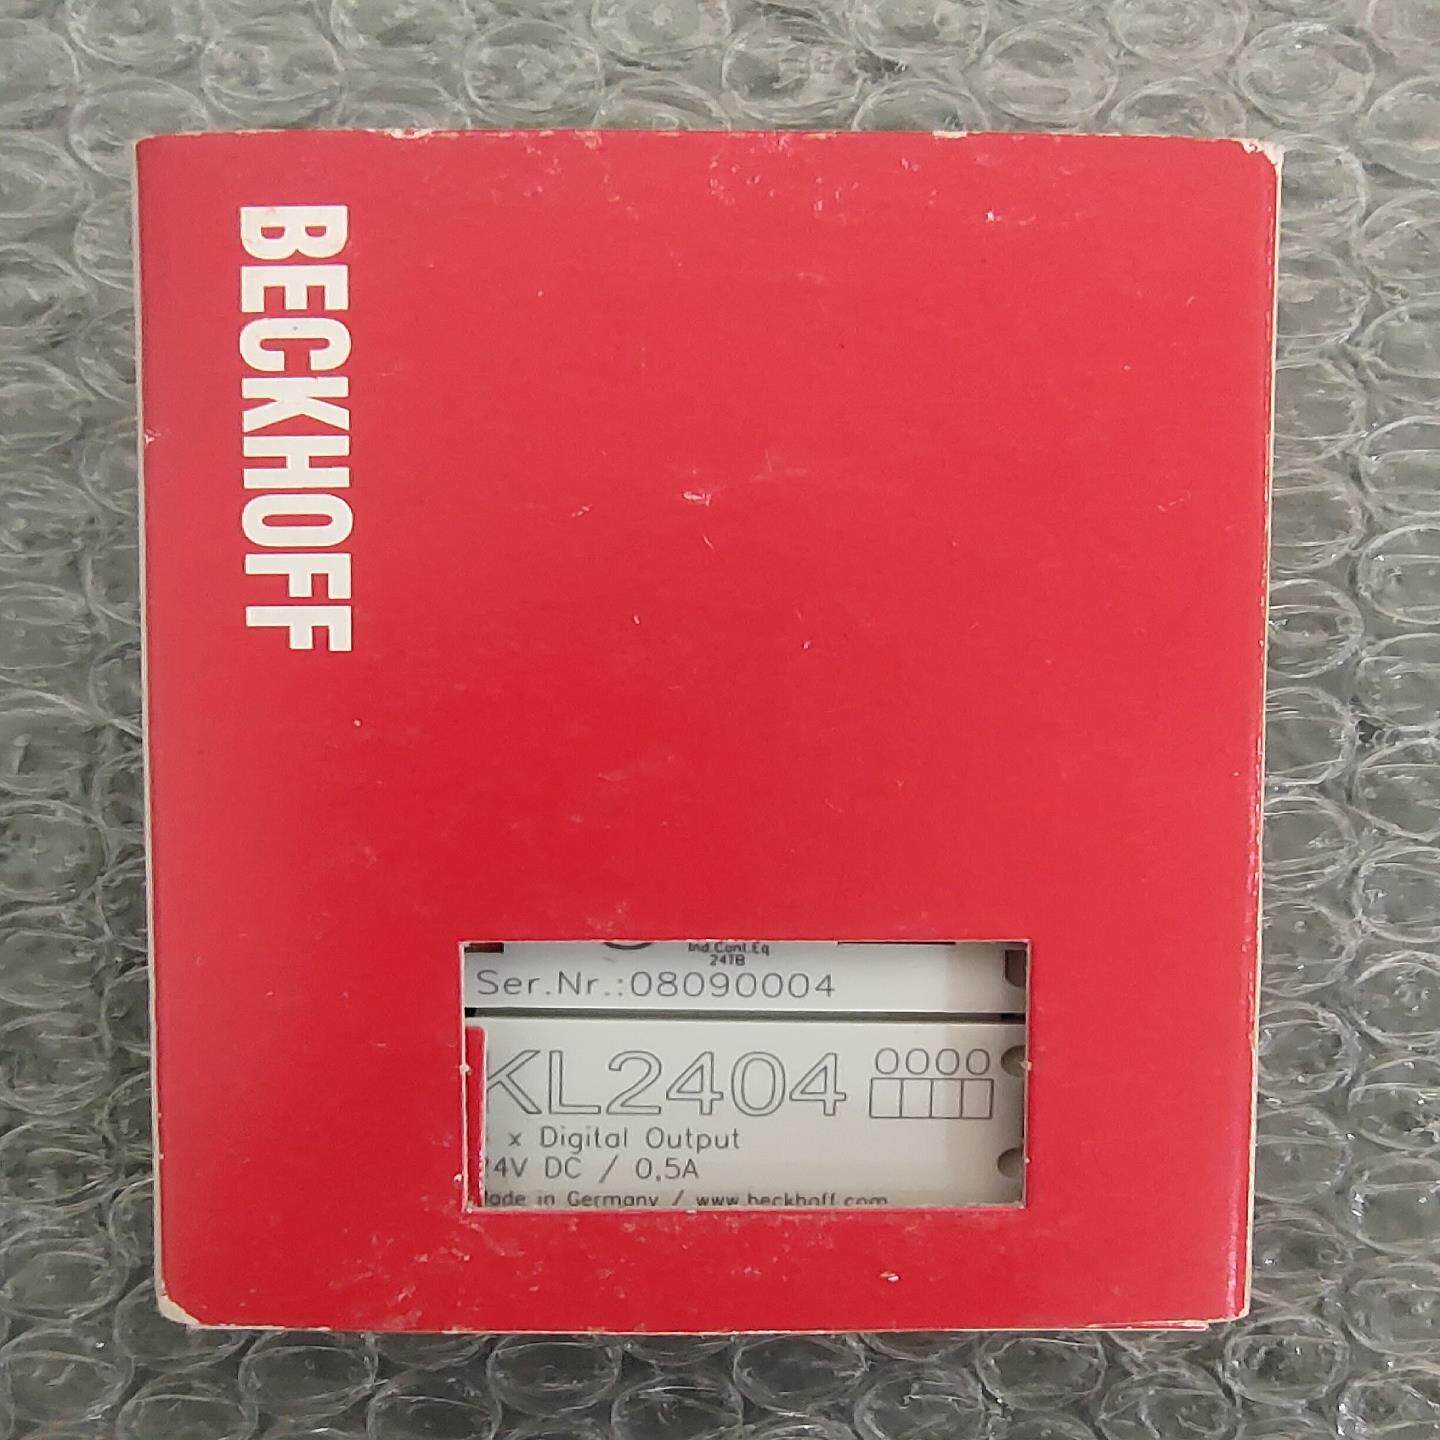 BECKHOFF
Ind.Cont.Eq
24TB
Ser.Nr.:08090004
KL2404
x Digital Output
24V DC / 0,5A
Made in Germany / www.beckhoff.com